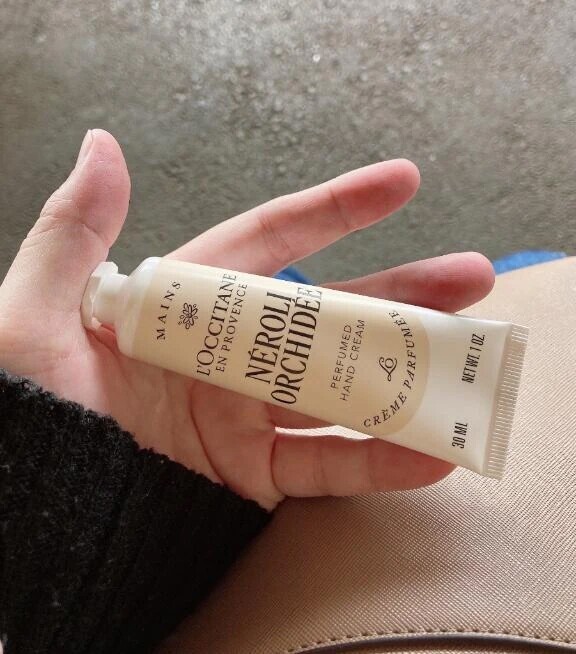 MAINS
L'OCCITANE
EN PROVENCE
NÉROLI
ORCHIDÉE
PERFUMED
HAND CREAM
CRÈME PARFUMÉE
30 ML
NET WT. 1 OZ